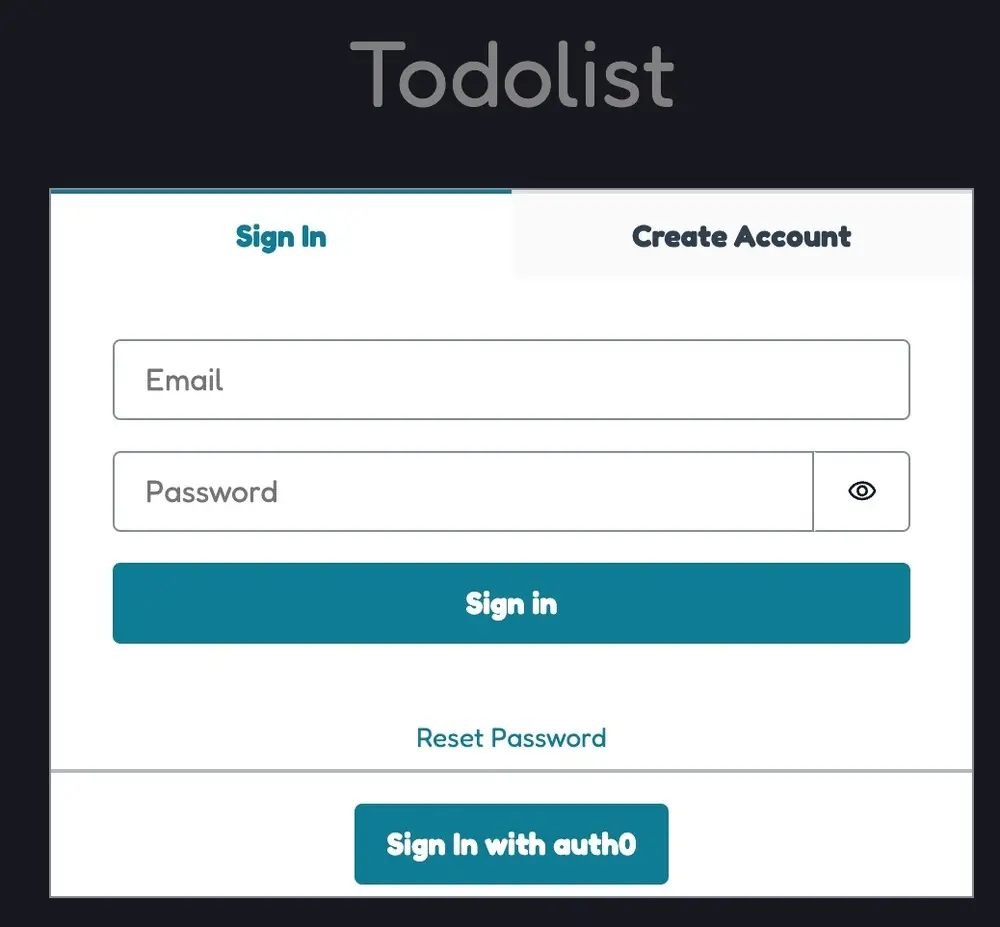 Todolist
Sign In
Create Account
Email
Password
Sign in
Reset Password
Sign In with auth0